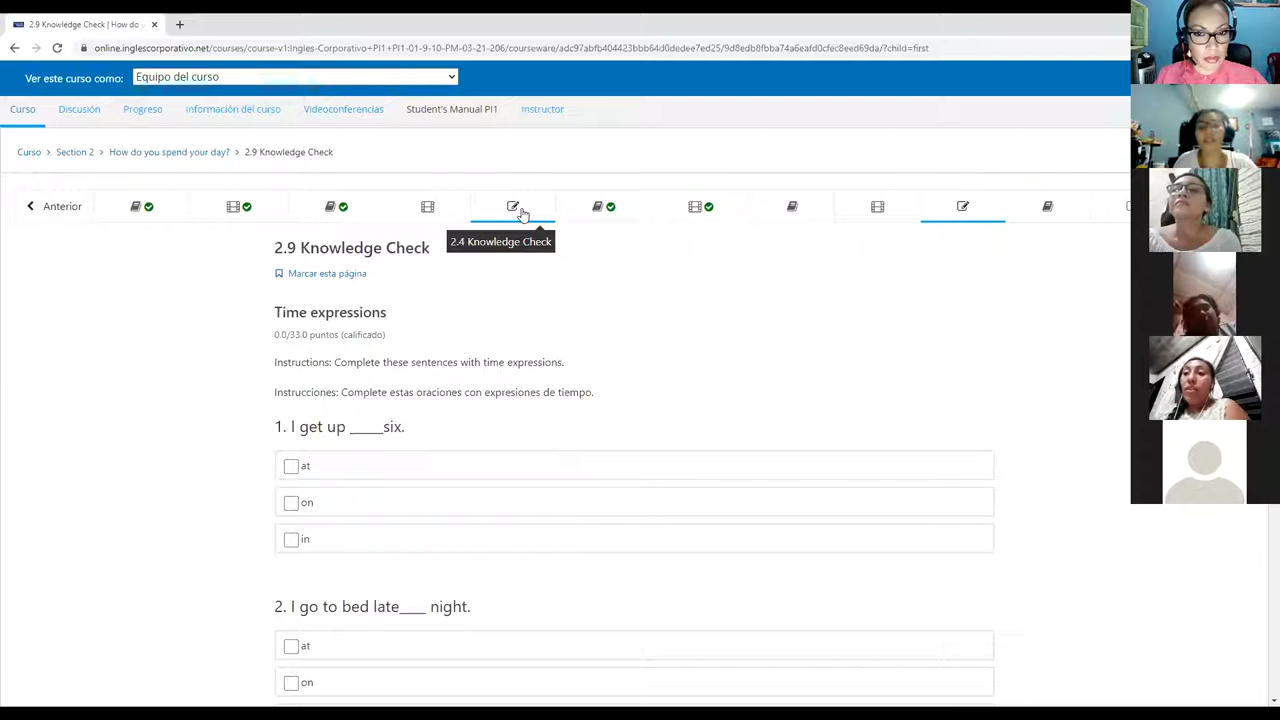 2.9 Knowledge Check | How do y
online.inglescorporativo.net/courses/course-v1:Ingles-Corporativo+PI1+PI1-01-9-10-PM-03-21-206/courseware/adc97abfb404423bbb64d0dedee7ed25/9d8edb8fbba74a6eafd0cfec8eed69da/?child=first
Ver este curso como:
Equipo del curso
Curso
Discusión
Progreso
Información del curso
Videoconferencias
Student's Manual PI1
Instructor
Curso > Section 2 > How do you spend your day? > 2.9 Knowledge Check
Anterior
2.4 Knowledge Check
2.9 Knowledge Check
Marcar esta página
Time expressions
0.0/33.0 puntos (calificado)
Instructions: Complete these sentences with time expressions.
Instrucciones: Complete estas oraciones con expresiones de tiempo.
1. I get up _____six.
at
on
in
2. I go to bed late____ night.
at
on